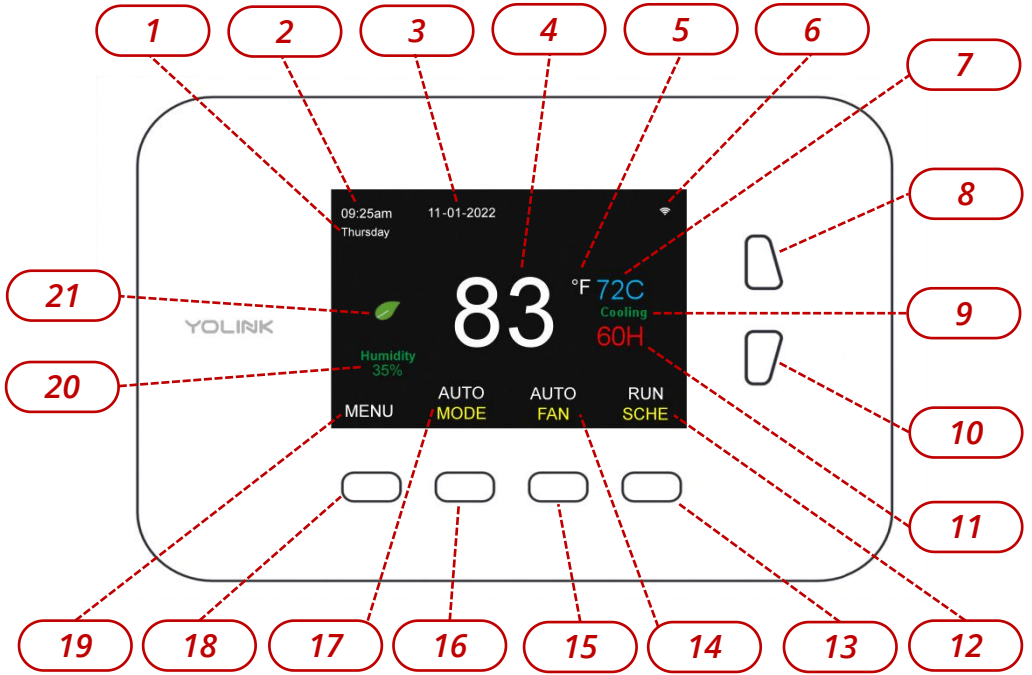 1 2 3 4 5 6
7
8
09:25am 11-01-2022
Thursday
21
83 °F 72C
Cooling
60H
9
YOLINK
Humidity
35%
20
AUTO AUTO RUN
MENU MODE FAN SCHE
10
11
19 18 17 16 15 14 13 12